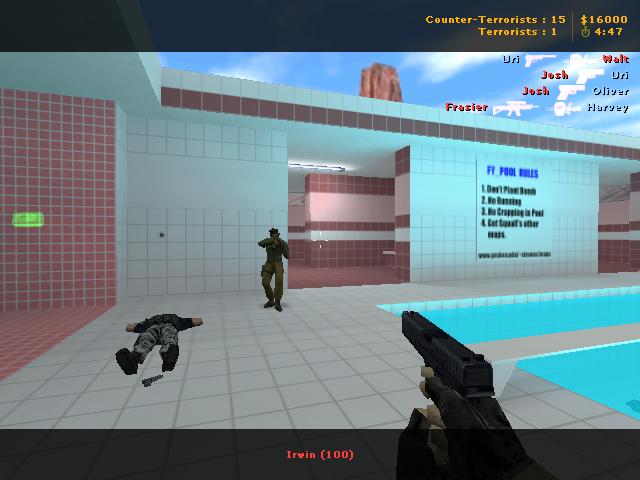 Counter-Terrorists : 15 $16000
Terrorists : 1 4:47
Uri Walt
Josh Uri
Josh Oliver
Frasier Harvey
FY_POOL RULES
1. Don't Plant Bomb
2. No Running
3. No Crapping in Pool
4. Get Squall's other
maps.
Irwin (100)